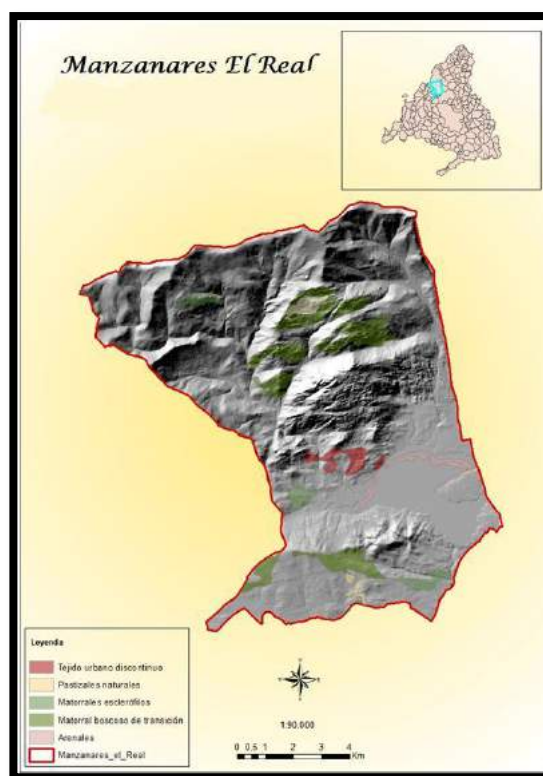 Manzanares El Real
Leyenda
Tejido urbano discontinuo
Pastizales naturales
Matorrales esclerófilos
Matorral boscoso de transición
Arenales
Manzanares_el_Real
1:90.000
0 0,5 1 2 3 4
Km